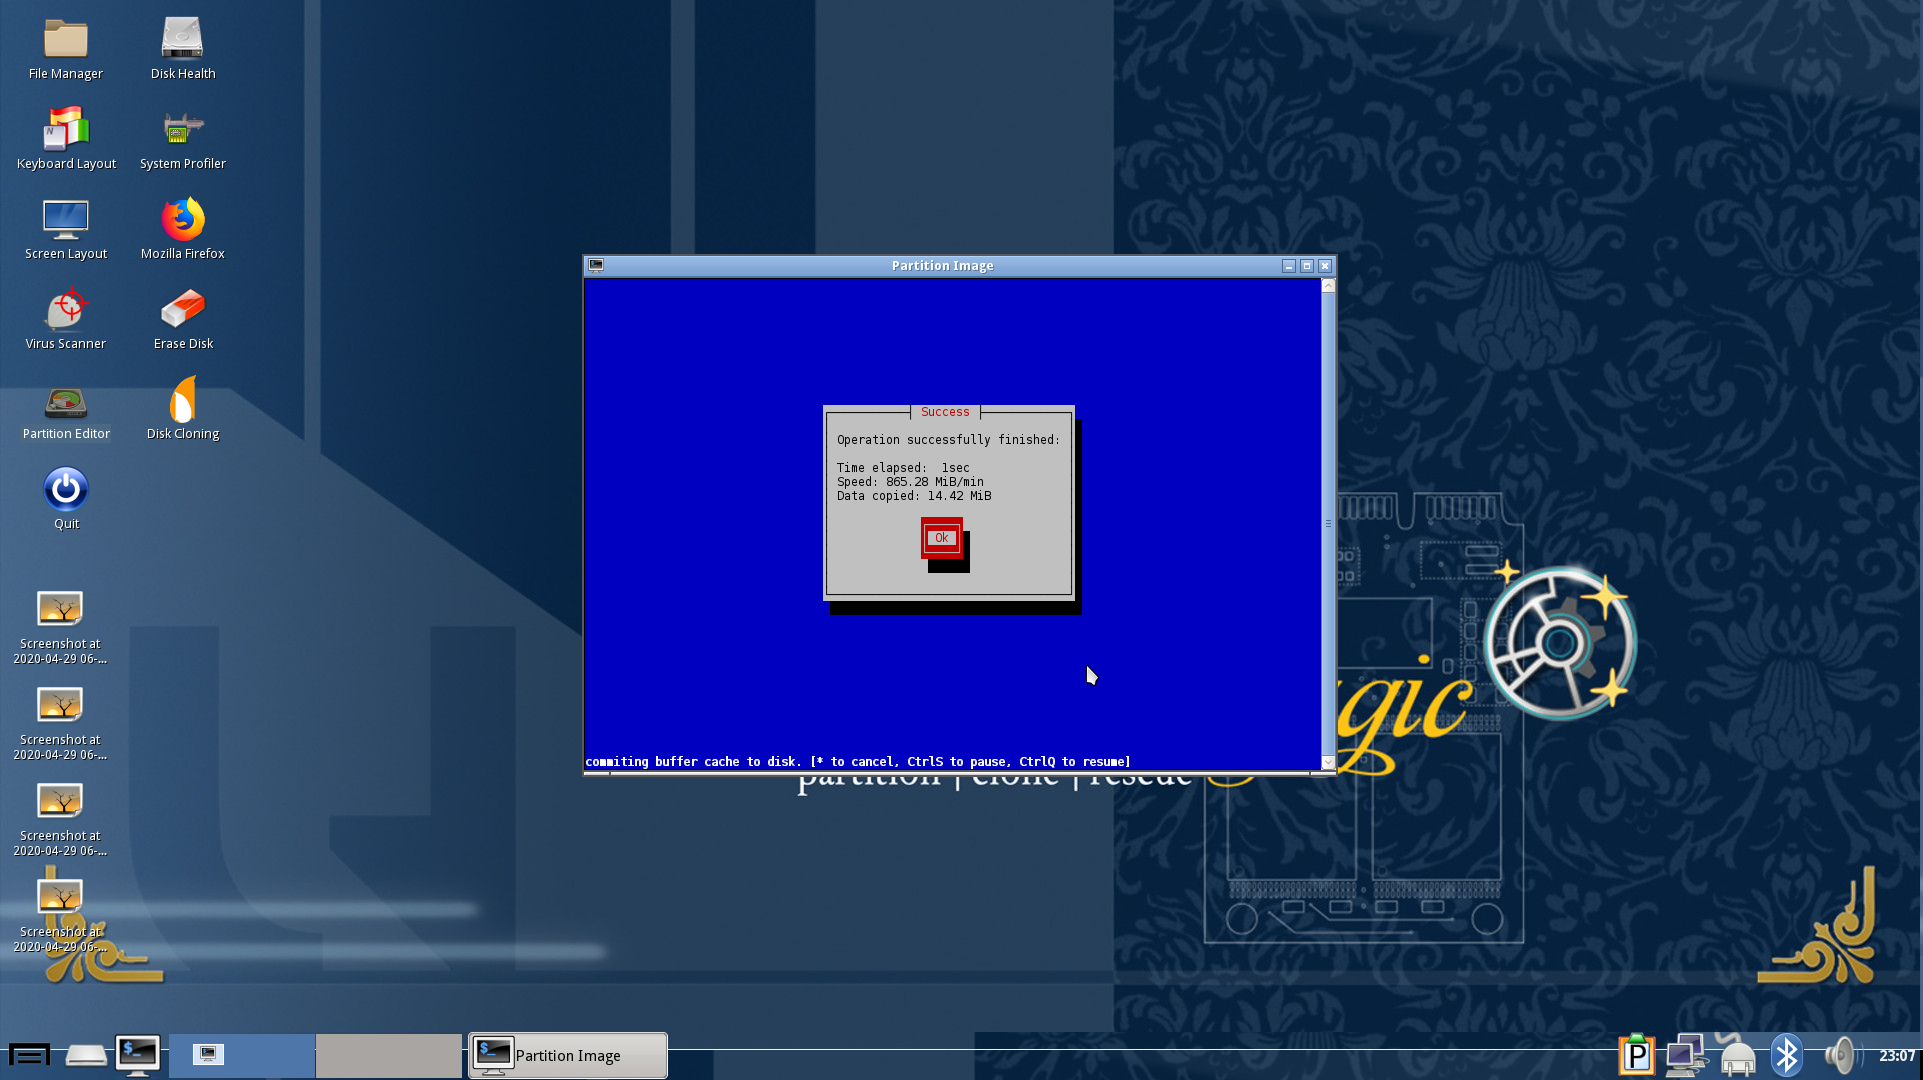 File Manager
Disk Health
Keyboard Layout
System Profiler
Screen Layout
Mozilla Firefox
Virus Scanner
Erase Disk
Partition Editor
Disk Cloning
Quit
Screenshot at
2020-04-29 06-...
Screenshot at
2020-04-29 06-...
Screenshot at
2020-04-29 06-...
Screenshot at
2020-04-29 06-...
Partition Image
Success
Operation successfully finished:
Time elapsed:  1sec
Speed: 865.28 MiB/min
Data copied: 14.42 MiB
Ok
commiting buffer cache to disk. [* to cancel, CtrlS to pause, CtrlQ to resume]
partition | clone | rescue
Partition Image
23:07